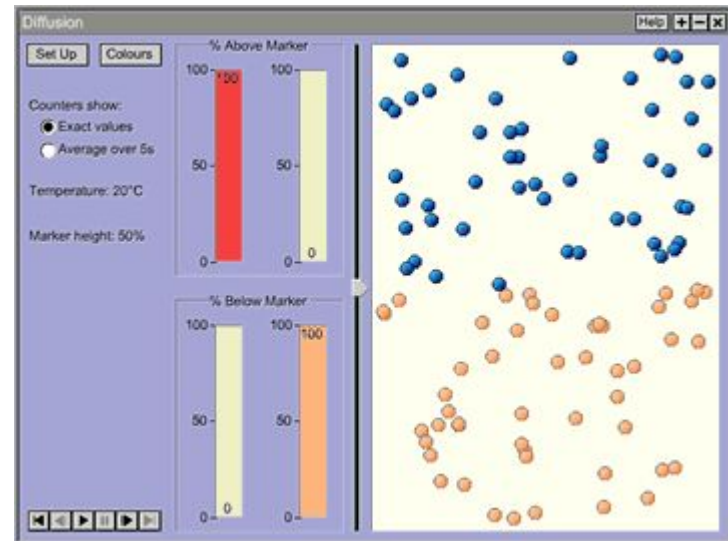 Diffusion
Help
Set Up
Colours
Counters show:
Exact values
Average over 5s
Temperature: 20°C
Marker height: 50%
% Above Marker
100
100
100
50
50
0
0
0
% Below Marker
100
100
100
50
50
0
0
0